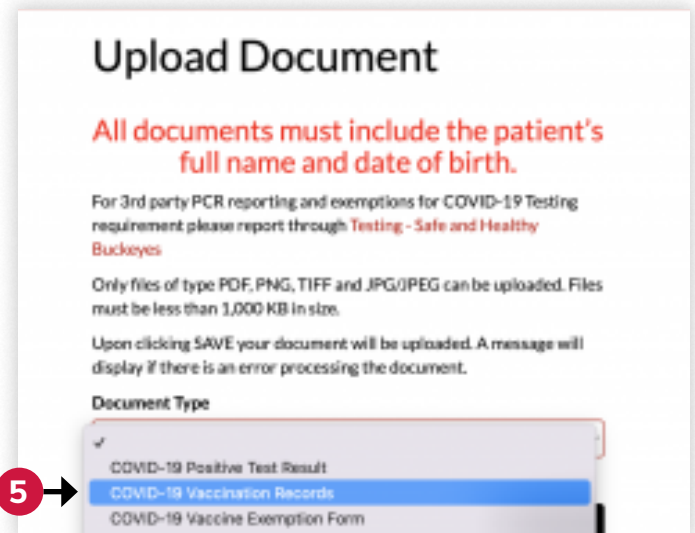 Upload Document
All documents must include the patient's
full name and date of birth.
For 3rd party PCR reporting and exemptions for COVID-19 Testing
requirement please report through Testing - Safe and Healthy
Buckeyes
Only files of type PDF, PNG, TIFF and JPG/JPEG can be uploaded. Files
must be less than 1,000 KB in size.
Upon clicking SAVE your document will be uploaded. A message will
display if there is an error processing the document.
Document Type
✓
COVID-19 Positive Test Result
5 COVID-19 Vaccination Records
COVID-19 Vaccine Exemption Form